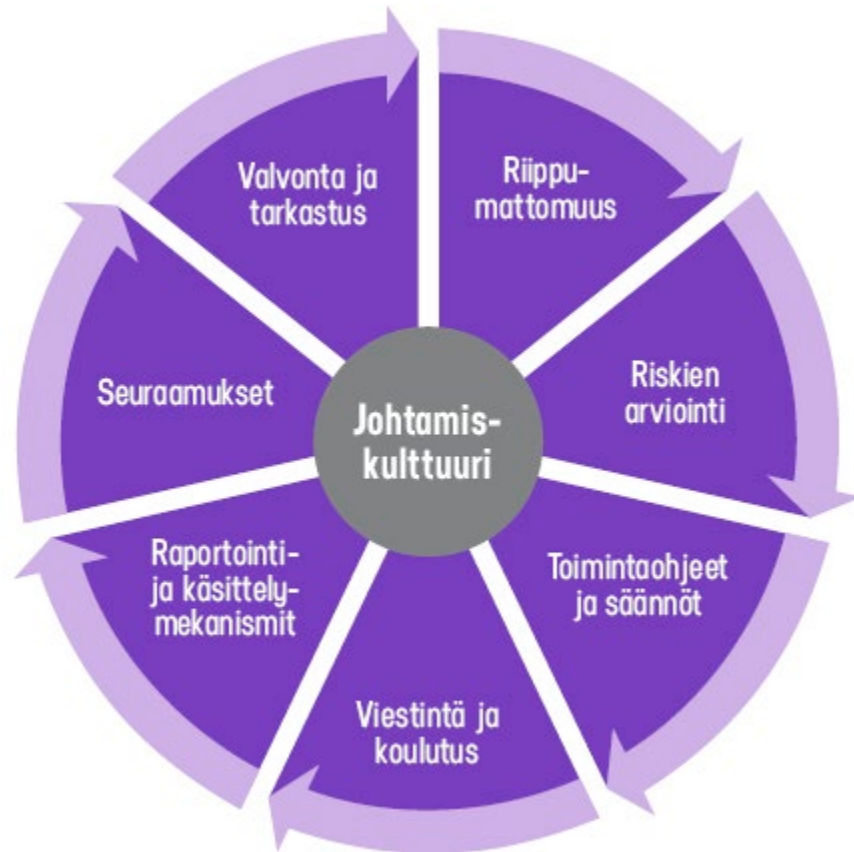 Valvonta ja
tarkastus
Riippu-
mattomuus
Riskien
arviointi
Toimintaohjeet
ja säännöt
Viestintä ja
koulutus
Raportointi-
ja käsittely-
mekanismit
Seuraamukset
Johtamis-
kulttuuri